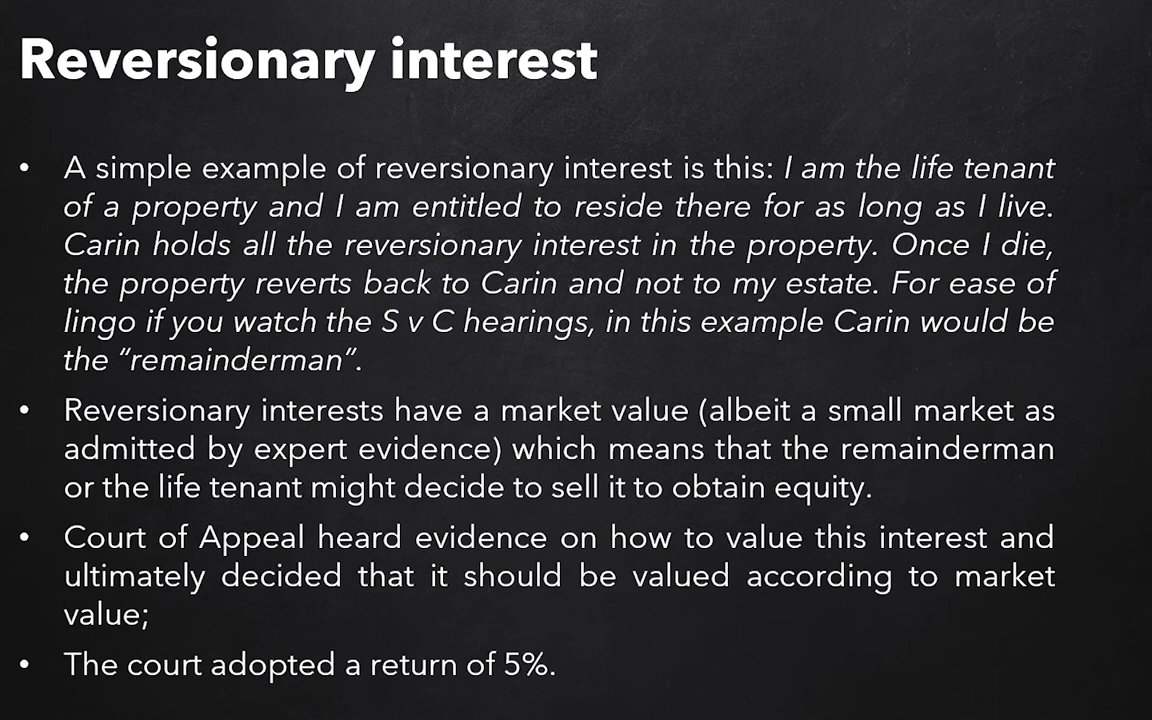 Reversionary interest
• A simple example of reversionary interest is this: I am the life tenant
of a property and I am entitled to reside there for as long as I live.
Carin holds all the reversionary interest in the property. Once I die,
the property reverts back to Carin and not to my estate. For ease of
lingo if you watch the S v C hearings, in this example Carin would be
the “remainderman”.
• Reversionary interests have a market value (albeit a small market as
admitted by expert evidence) which means that the remainderman
or the life tenant might decide to sell it to obtain equity.
• Court of Appeal heard evidence on how to value this interest and
ultimately decided that it should be valued according to market
value;
• The court adopted a return of 5%.